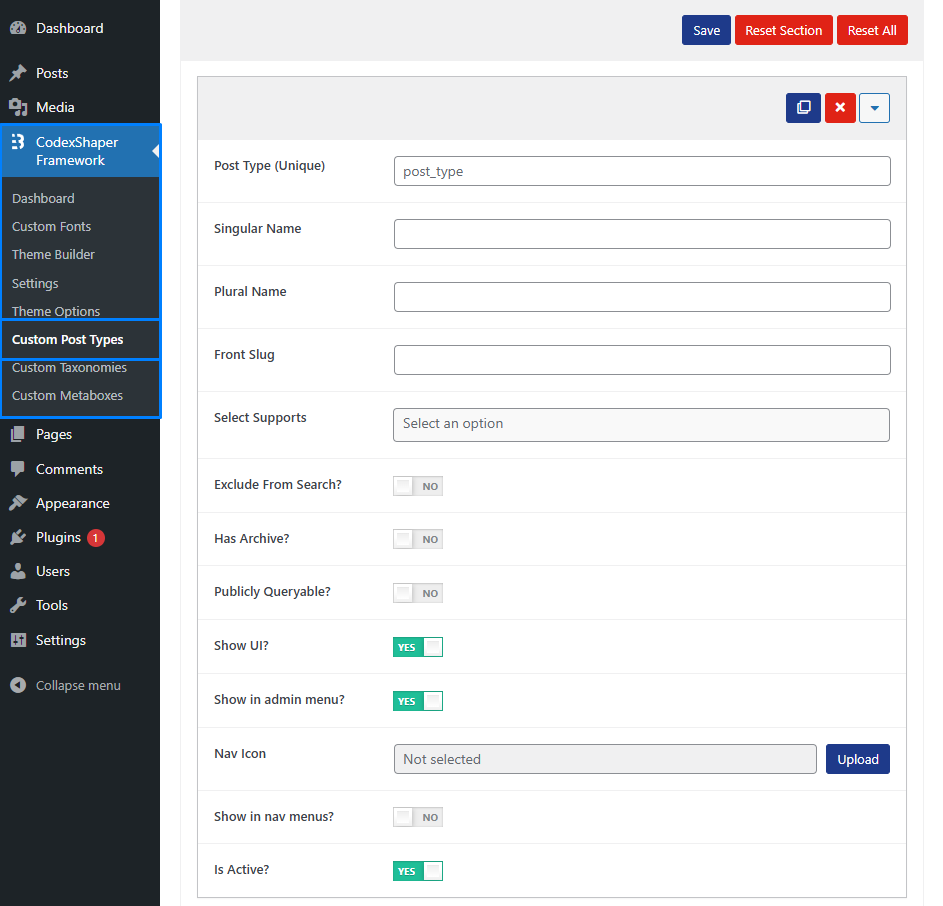 Dashboard
Posts
Media
CodexShaper
Framework
Dashboard
Custom Fonts
Theme Builder
Settings
Theme Options
Custom Post Types
Custom Taxonomies
Custom Metaboxes
Pages
Comments
Appearance
Plugins 1
Users
Tools
Settings
Collapse menu
Save Reset Section Reset All
Post Type (Unique) post_type
Singular Name
Plural Name
Front Slug
Select Supports Select an option
Exclude From Search? NO
Has Archive? NO
Publicly Queryable? NO
Show UI? YES
Show in admin menu? YES
Nav Icon Not selected Upload
Show in nav menus? NO
Is Active? YES